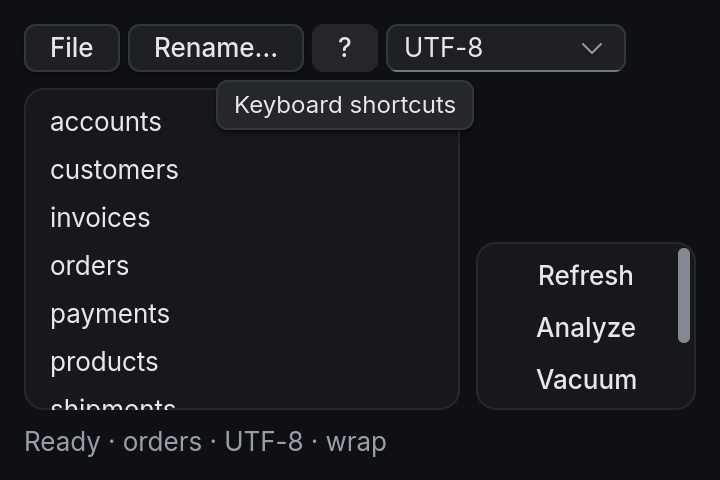 File Rename... ? UTF-8
Keyboard shortcuts
accounts
customers
invoices
orders
payments
products
shipments
Refresh
Analyze
Vacuum
Ready · orders · UTF-8 · wrap